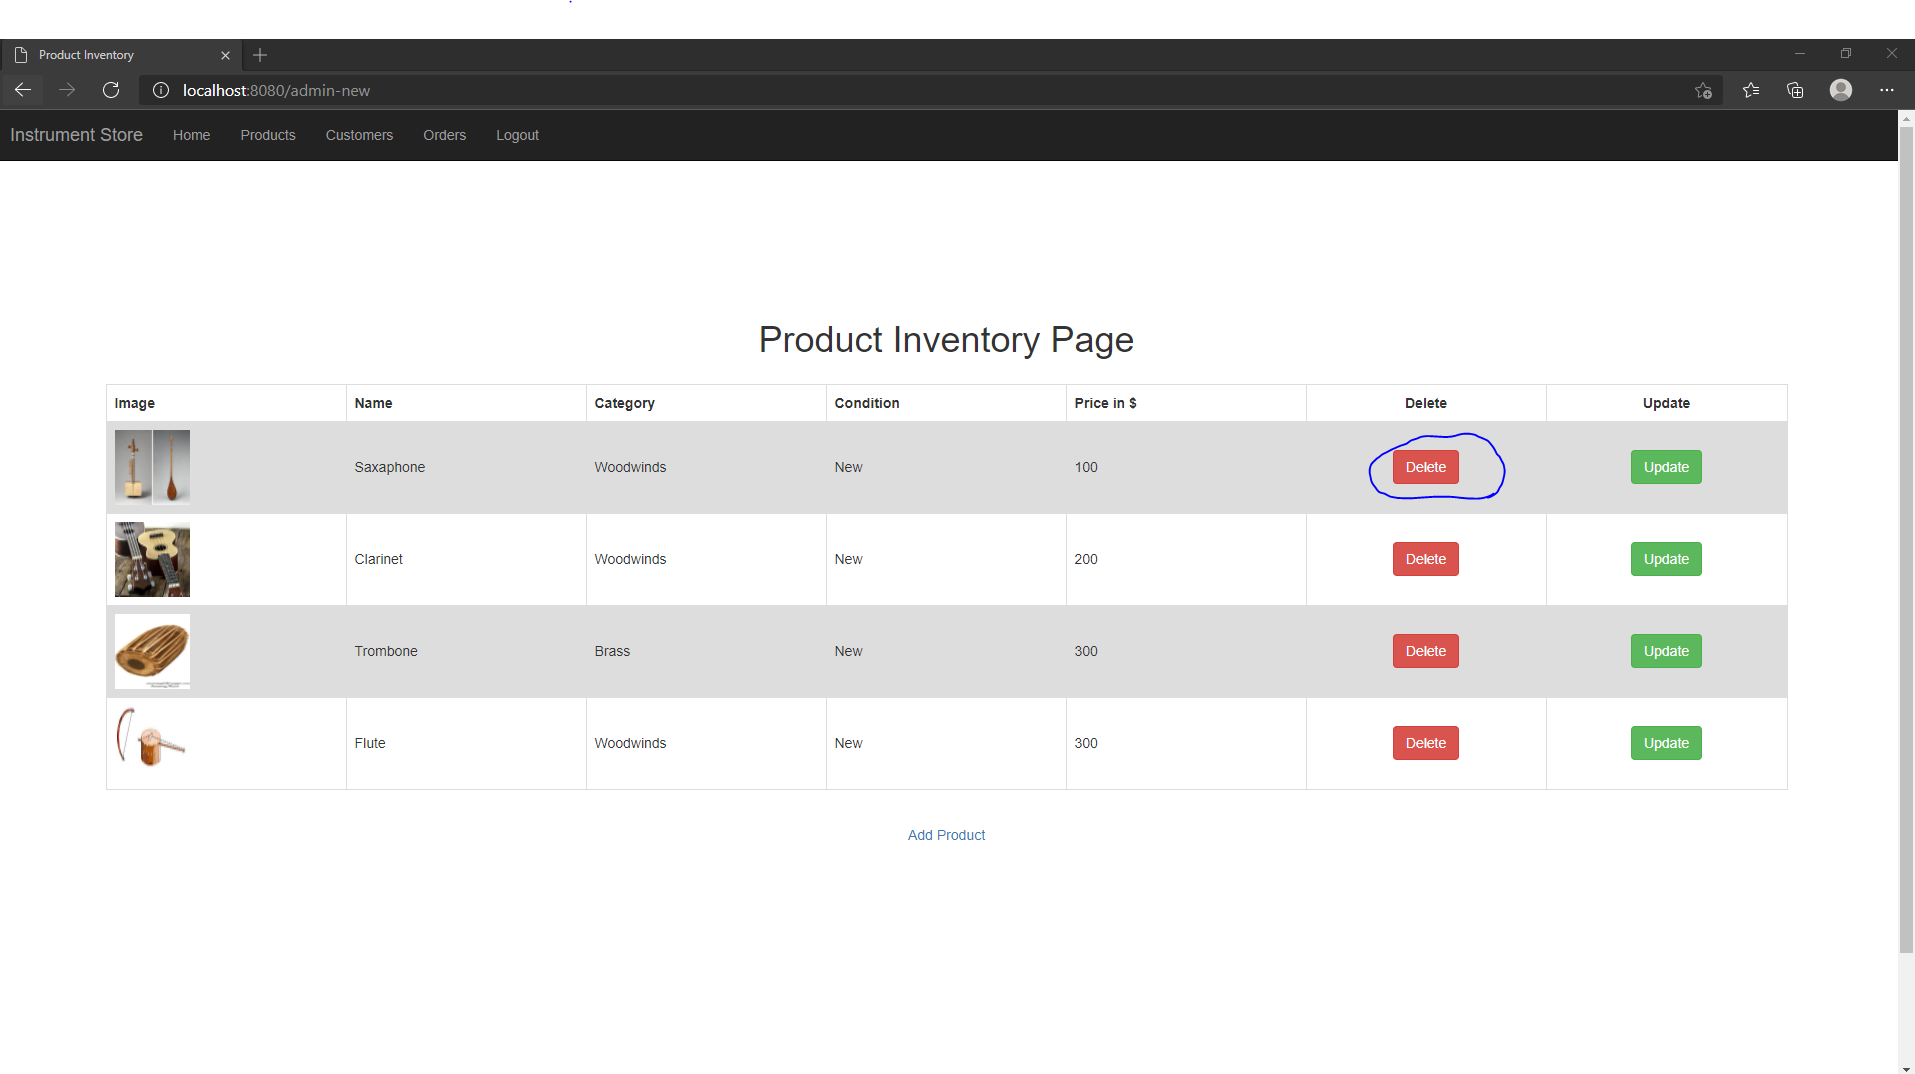 Product Inventory
localhost:8080/admin-new
Instrument Store Home Products Customers Orders Logout
Product Inventory Page
Image Name Category Condition Price in $ Delete Update
Saxaphone Woodwinds New 100 Delete Update
Clarinet Woodwinds New 200 Delete Update
Trombone Brass New 300 Delete Update
Flute Woodwinds New 300 Delete Update
Add Product